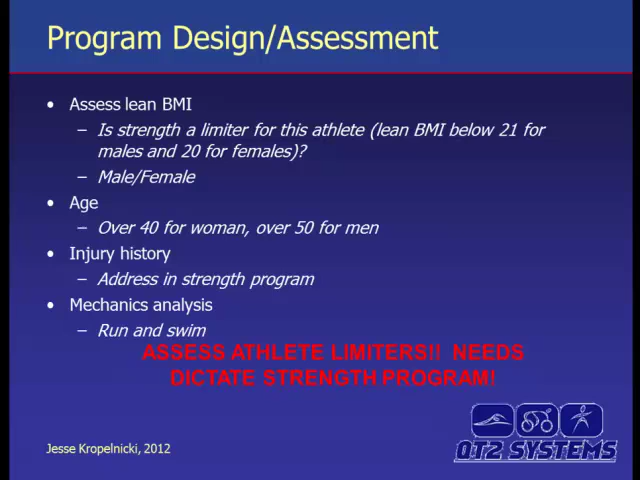 Program Design/Assessment
• Assess lean BMI
– Is strength a limiter for this athlete (lean BMI below 21 for
males and 20 for females)?
– Male/Female
• Age
– Over 40 for woman, over 50 for men
• Injury history
– Address in strength program
• Mechanics analysis
– Run and swim
ASSESS ATHLETE LIMITERS!! NEEDS
DICTATE STRENGTH PROGRAM!
Jesse Kropelnicki, 2012
QT2 SYSTEMS